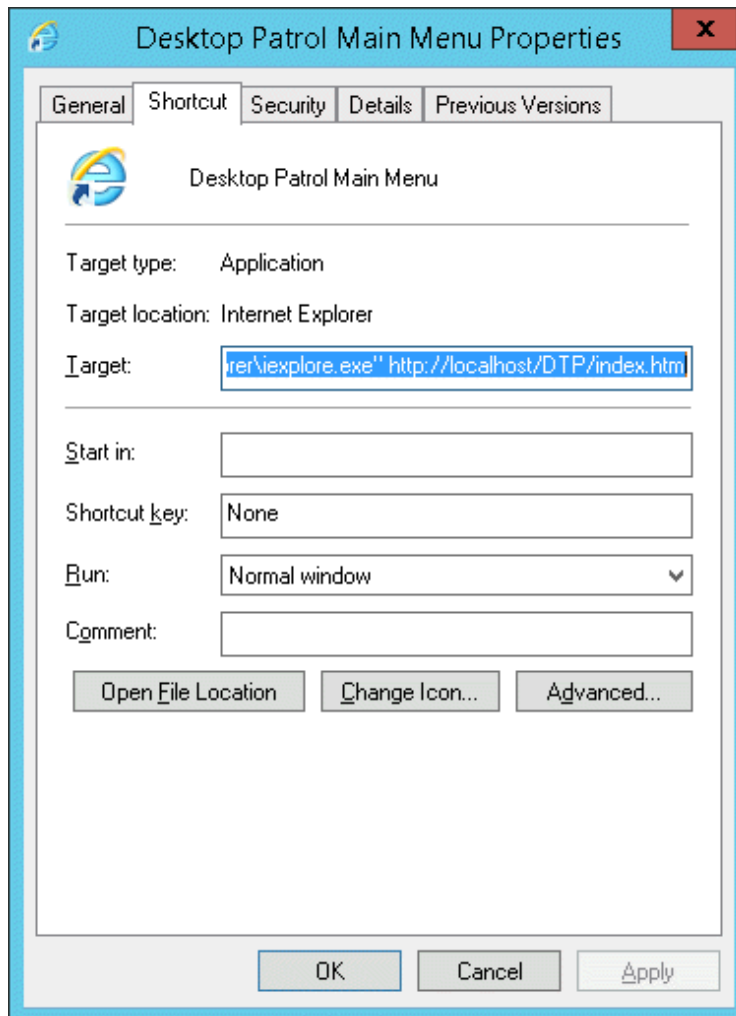 Desktop Patrol Main Menu Properties
x
General Shortcut Security Details Previous Versions
Desktop Patrol Main Menu
Target type: Application
Target location: Internet Explorer
Target: rer\iexplore.exe" http://localhost/DTP/index.htm
Start in:
Shortcut key: None
Run: Normal window
Comment:
Open File Location Change Icon... Advanced...
OK Cancel Apply